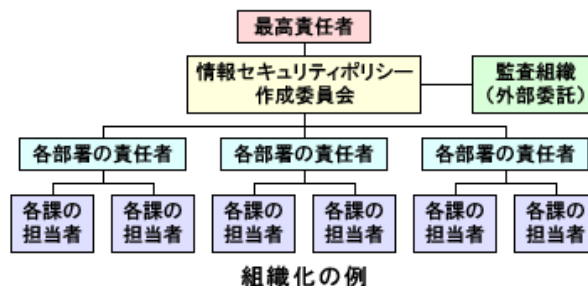 最高責任者
情報セキュリティポリシー
作成委員会
監査組織
（外部委託）
各部署の責任者
各部署の責任者
各部署の責任者
各課の
担当者
各課の
担当者
各課の
担当者
各課の
担当者
各課の
担当者
各課の
担当者
組織化の例